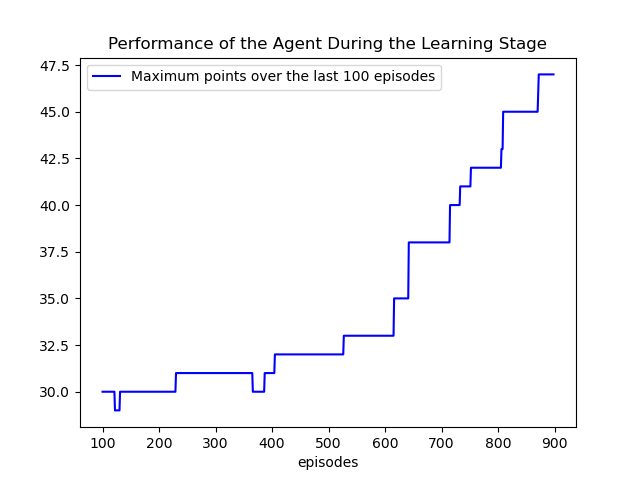 Performance of the Agent During the Learning Stage
Maximum points over the last 100 episodes
47.5
45.0
42.5
40.0
37.5
35.0
32.5
30.0
100 200 300 400 500 600 700 800 900
episodes